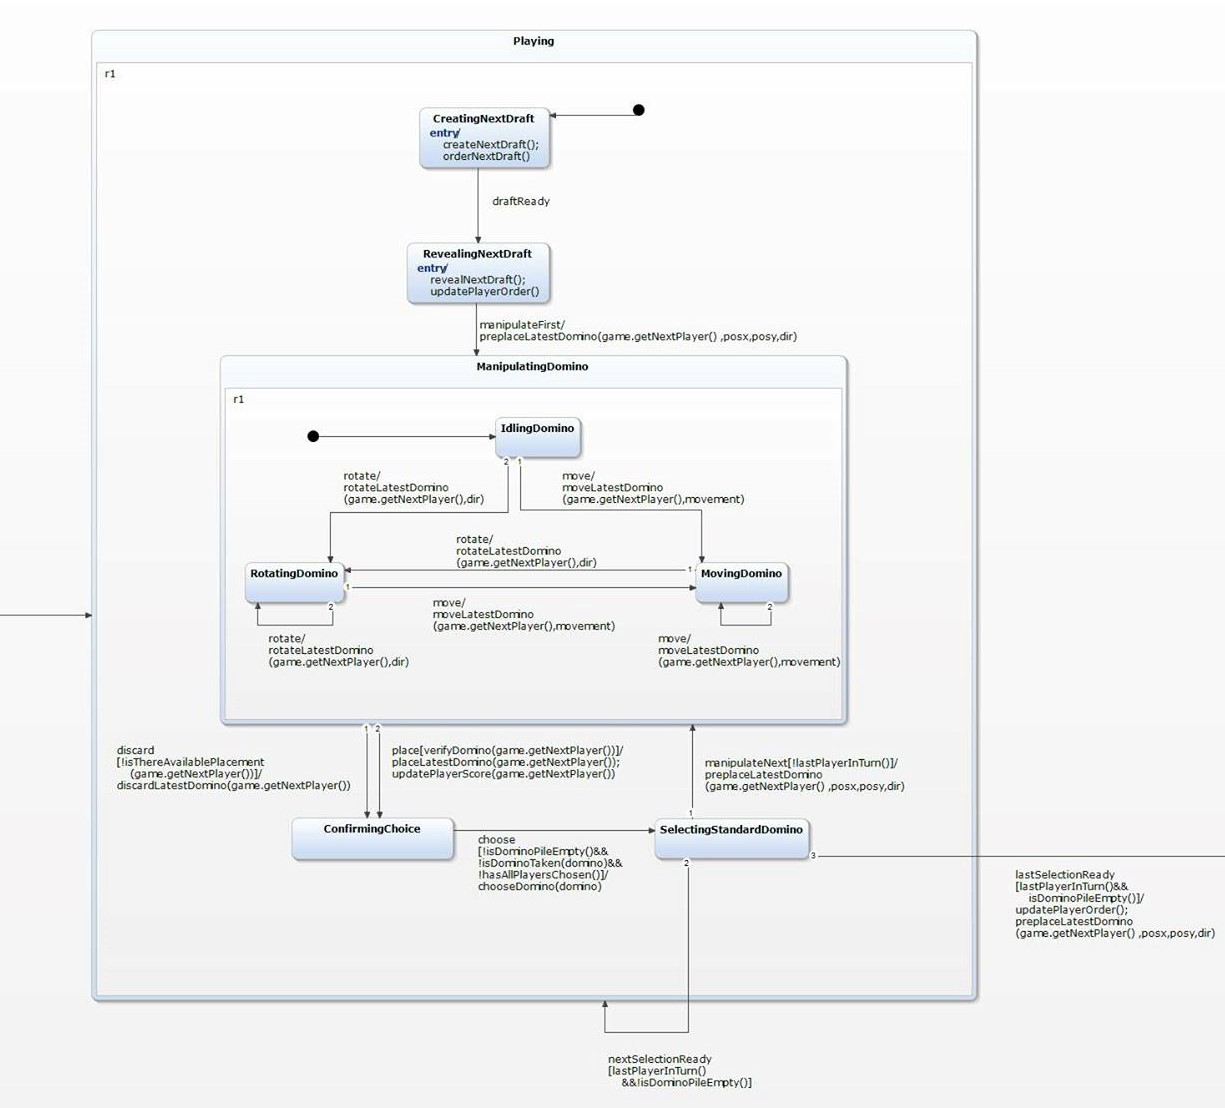 Playing
r1
CreatingNextDraft
entry/
createNextDraft();
orderNextDraft()
draftReady
RevealingNextDraft
entry/
revealNextDraft();
updatePlayerOrder()
manipulateFirst/
preplaceLatestDomino(game.getNextPlayer() ,posx,posy,dir)
ManipulatingDomino
r1
IdlingDomino
2 1
rotate/
rotateLatestDomino
(game.getNextPlayer(),dir)
move/
moveLatestDomino
(game.getNextPlayer(),movement)
rotate/
rotateLatestDomino
(game.getNextPlayer(),dir)
RotatingDomino
1
1
MovingDomino
move/
moveLatestDomino
(game.getNextPlayer(),movement)
2
2
rotate/
rotateLatestDomino
(game.getNextPlayer(),dir)
move/
moveLatestDomino
(game.getNextPlayer(),movement)
1 2
discard
[!isThereAvailablePlacement
(game.getNextPlayer())]/
discardLatestDomino(game.getNextPlayer())
place[verifyDomino(game.getNextPlayer())]/
placeLatestDomino(game.getNextPlayer());
updatePlayerScore(game.getNextPlayer())
manipulateNext[!lastPlayerInTurn()]/
preplaceLatestDomino
(game.getNextPlayer() ,posx,posy,dir)
1
ConfirmingChoice
choose
[!isDominoPileEmpty()&&
!isDominoTaken(domino)&&
!hasAllPlayersChosen()]/
chooseDomino(domino)
SelectingStandardDomino
2
3
lastSelectionReady
[lastPlayerInTurn()&&
isDominoPileEmpty()]/
updatePlayerOrder();
preplaceLatestDomino
(game.getNextPlayer() ,posx,posy,dir)
nextSelectionReady
[lastPlayerInTurn()
&&!isDominoPileEmpty()]